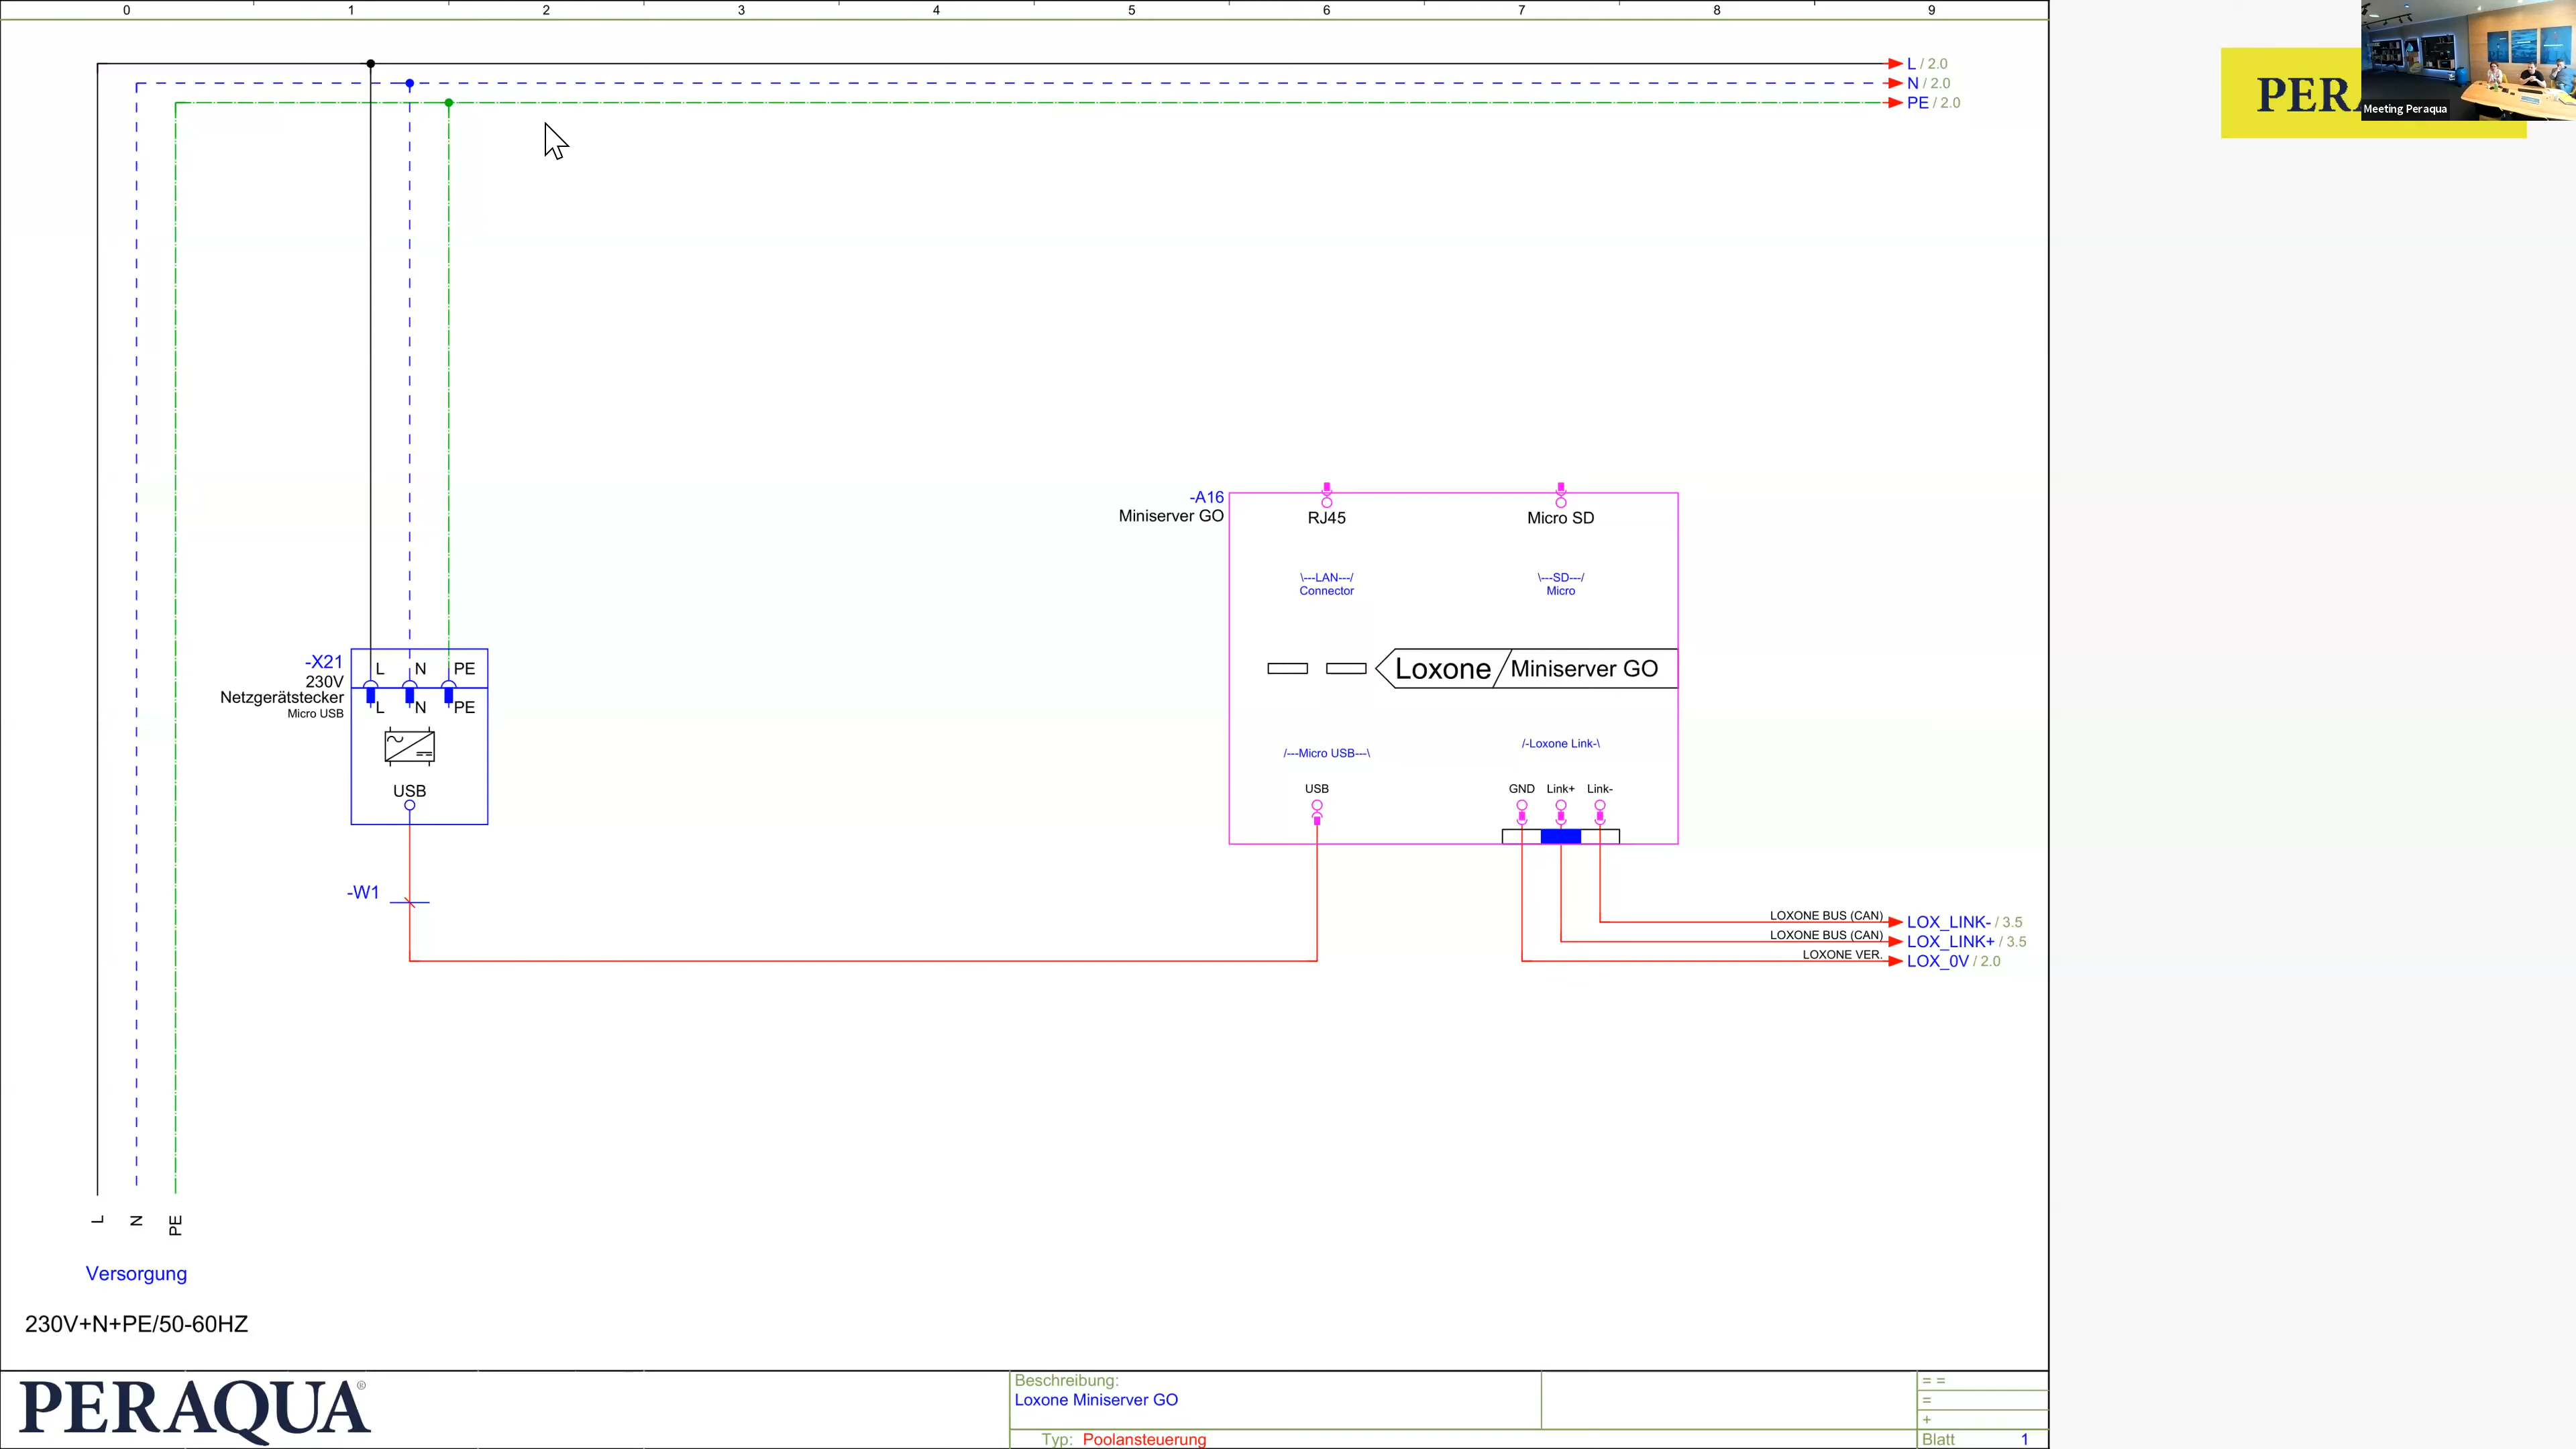 0 1 2 3 4 5 6 7 8 9
L / 2.0
N / 2.0
PE / 2.0
Meeting Peraqua
-A16
Miniserver GO
RJ45
Micro SD
\---LAN---/
Connector
\---SD---/
Micro
Loxone / Miniserver GO
-X21
230V
Netzgerätstecker
Micro USB
L N PE
L N PE
USB
/---Micro USB---\
/-Loxone Link-\
USB
GND Link+ Link-
-W1
LOXONE BUS (CAN) LOX_LINK- / 3.5
LOXONE BUS (CAN) LOX_LINK+ / 3.5
LOXONE VER. LOX_0V / 2.0
L N PE
Versorgung
230V+N+PE/50-60HZ
PERAQUA®
Beschreibung:
Loxone Miniserver GO
Typ: Poolansteuerung
= =
=
+
Blatt 1